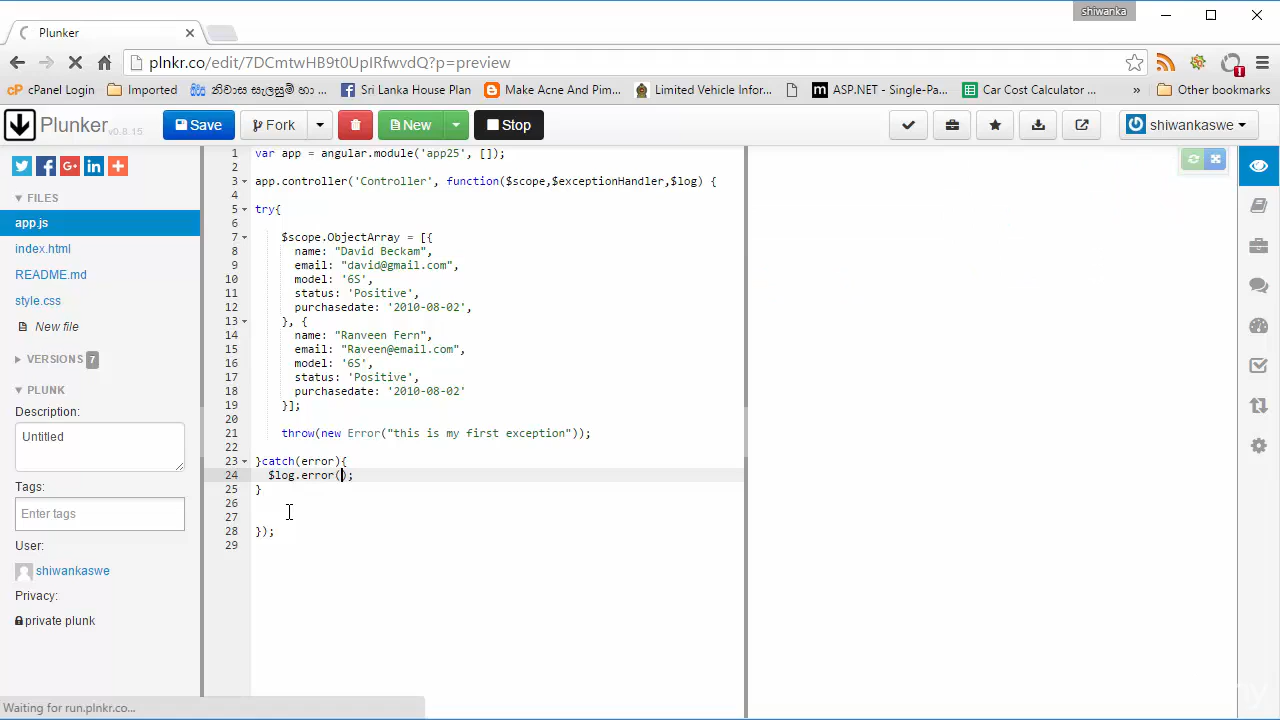 shiwanka
Plunker
plnkr.co/edit/7DCmtwHB9t0UpIRfwvdQ?p=preview
cP cPanel Login Imported නිවාස සැලසුම් හා ... Sri Lanka House Plan Make Acne And Pim... Limited Vehicle Infor... ASP.NET - Single-Pa... Car Cost Calculator ... » Other bookmarks
Plunker v0.8.15 Save Fork New Stop shiwankaswe
FILES
app.js
index.html
README.md
style.css
New file
VERSIONS 7
PLUNK
Description:
Untitled
Tags:
Enter tags
User:
shiwankaswe
Privacy:
private plunk
1 var app = angular.module('app25', []);
2
3 app.controller('Controller', function($scope,$exceptionHandler,$log) {
4
5 try{
6
7 $scope.ObjectArray = [{
8 name: "David Beckam",
9 email: "david@gmail.com",
10 model: '6S',
11 status: 'Positive',
12 purchasedate: '2010-08-02',
13 }, {
14 name: "Ranveen Fern",
15 email: "Raveen@email.com",
16 model: '6S',
17 status: 'Positive',
18 purchasedate: '2010-08-02'
19 }];
20
21 throw(new Error("this is my first exception"));
22
23 }catch(error){
24 $log.error();
25 }
26
27
28 });
29
Waiting for run.plnkr.co...